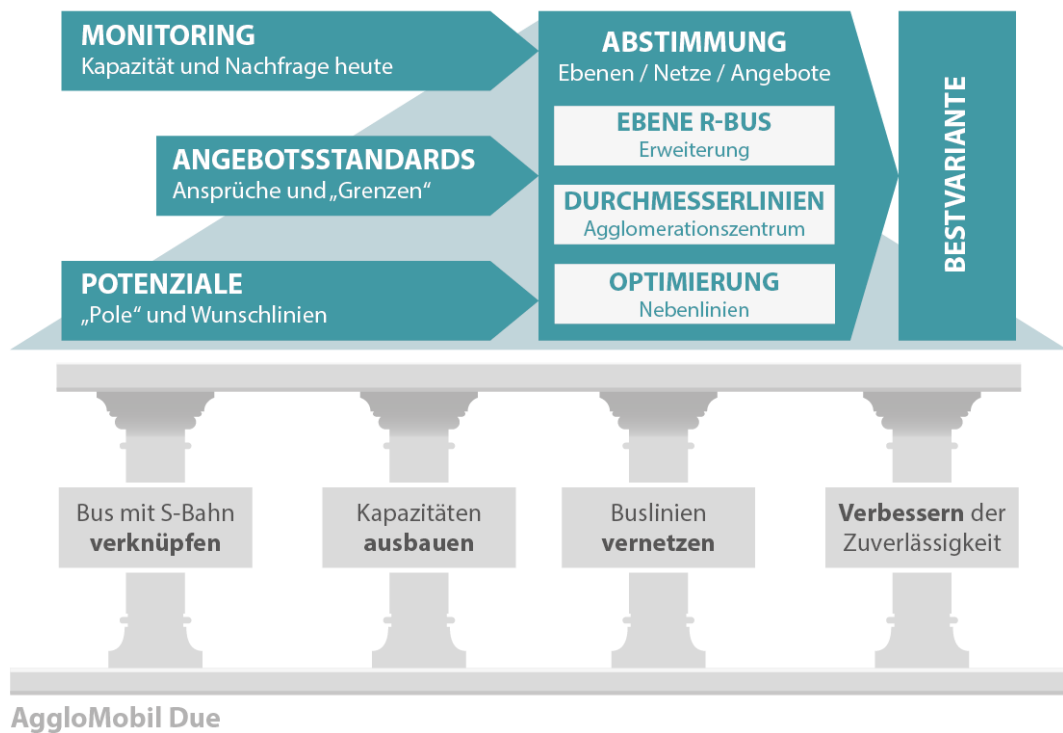 MONITORING
Kapazität und Nachfrage heute
ANGEBOTSSTANDARDS
Ansprüche und „Grenzen“
POTENZIALE
„Pole“ und Wunschlinien
ABSTIMMUNG
Ebenen / Netze / Angebote
EBENE R-BUS
Erweiterung
DURCHMESSERLINIEN
Agglomerationszentrum
OPTIMIERUNG
Nebenlinien
BESTVARIANTE
Bus mit S-Bahn
verknüpfen
Kapazitäten
ausbauen
Buslinien
vernetzen
Verbessern der
Zuverlässigkeit
AggloMobil Due